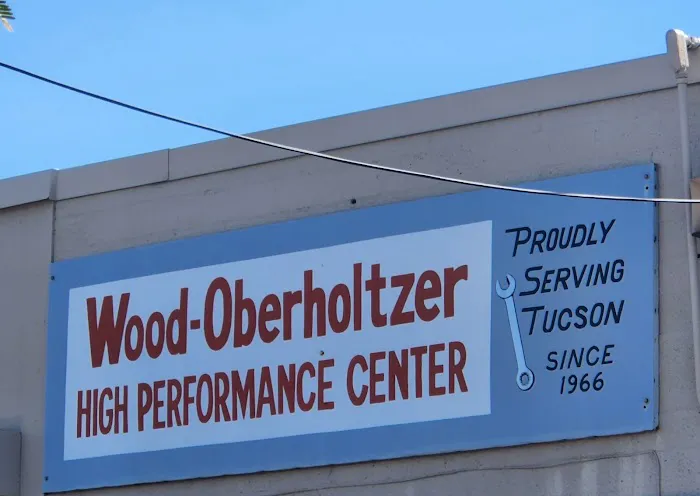 Wood-Oberholtzer
HIGH PERFORMANCE CENTER
PROUDLY
SERVING
TUCSON
SINCE
1966